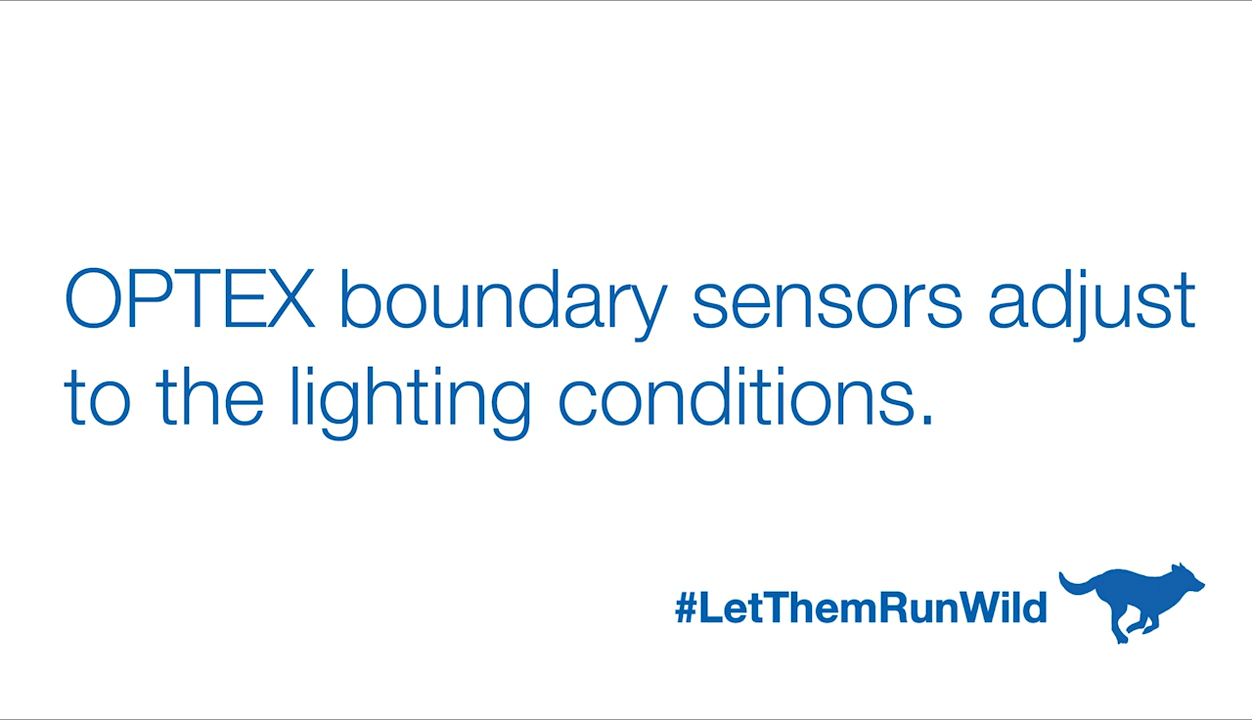 OPTEX boundary sensors adjust
to the lighting conditions.
#LetThemRunWild